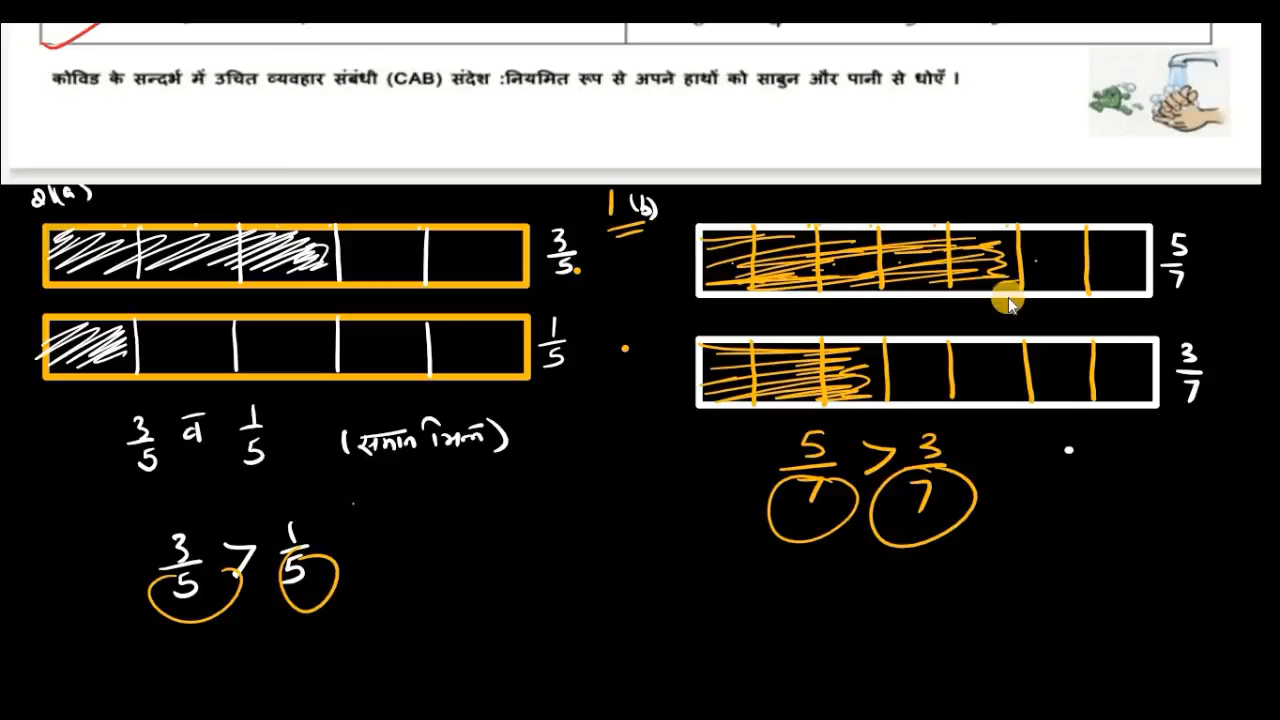 कोविड के सन्दर्भ में उचित व्यवहार संबंधी (CAB) संदेश :नियमित रूप से अपने हाथों को साबुन और पानी से धोएँ ।
1 (b)
3/5
1/5
3/5 व 1/5 (समान भिन्न)
3/5 > 1/5
5/7
3/7
5/7 > 3/7